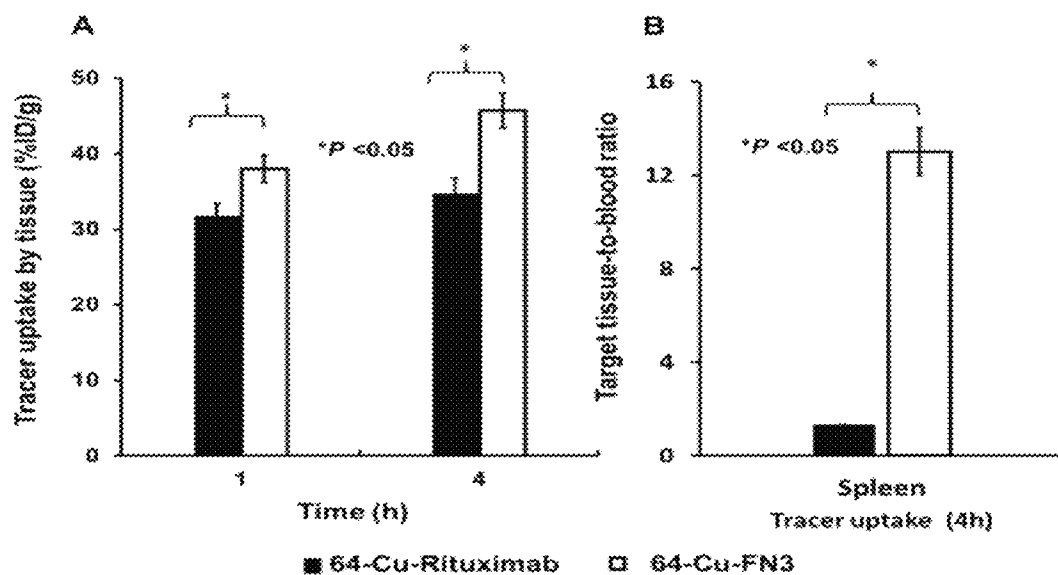 A
B
Tracer uptake by tissue (%ID/g)
50
40
30
20
10
0
*
*
*P <0.05
1
4
Time (h)
Target tissue-to-blood ratio
16
12
8
4
0
*
*P <0.05
Spleen
Tracer uptake (4h)
64-Cu-Rituximab
64-Cu-FN3